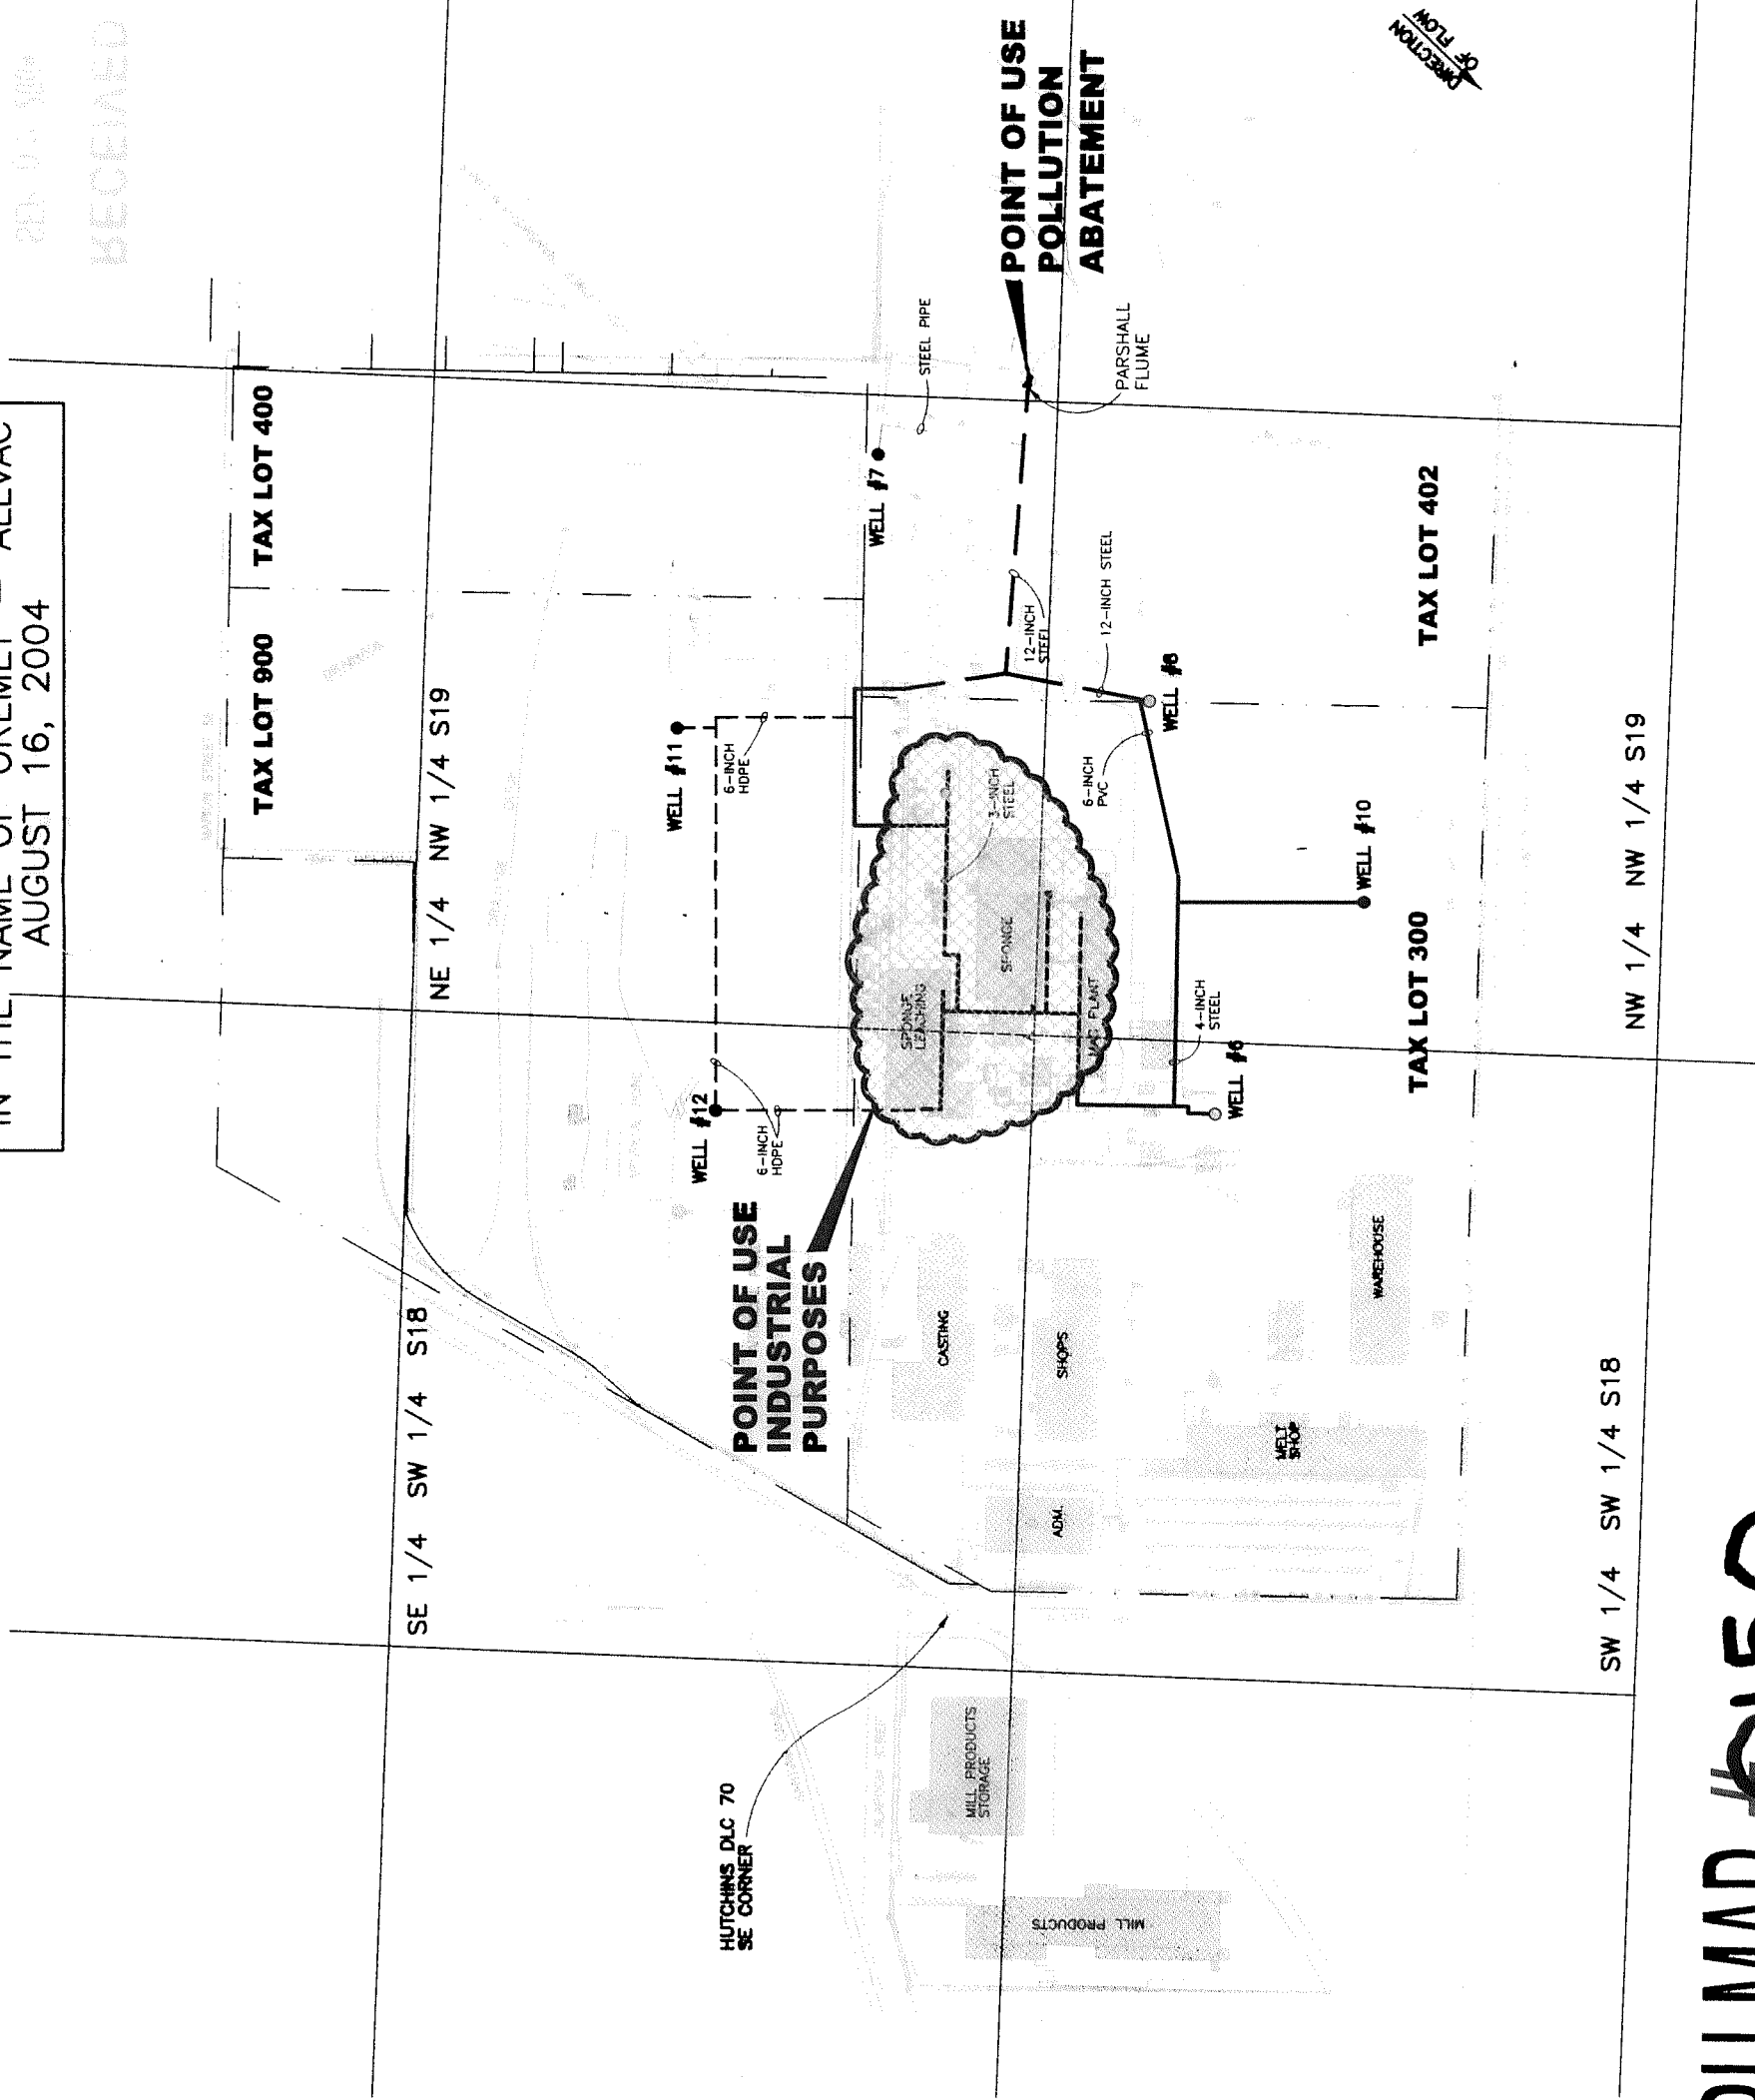 IN THE NAME OF OREMET - ALLVAC
AUGUST 16, 2004
RECEIVED
TAX LOT 900
TAX LOT 400
SE 1/4 SW 1/4 S18
NE 1/4 NW 1/4 S19
WELL #12
WELL #11
WELL #7
6-INCH
HDPE
6-INCH
HDPE
STEEL PIPE
POINT OF USE
INDUSTRIAL
PURPOSES
POINT OF USE
POLLUTION
ABATEMENT
PARSHALL
FLUME
DIRECTION
OF FLOW
SPONGE
LEACHING
SPONGE
MAG PLANT
3-INCH
STEEL
12-INCH
STEEL
12-INCH STEEL
6-INCH
PVC
WELL #8
4-INCH
STEEL
WELL #6
WELL #10
CASTING
SHOPS
ADM.
MELT
SHOP
WAREHOUSE
HUTCHINS DLC 70
SE CORNER
MILL PRODUCTS
STORAGE
MILL PRODUCTS
TAX LOT 300
TAX LOT 402
SW 1/4 SW 1/4 S18
NW 1/4 NW 1/4 S19